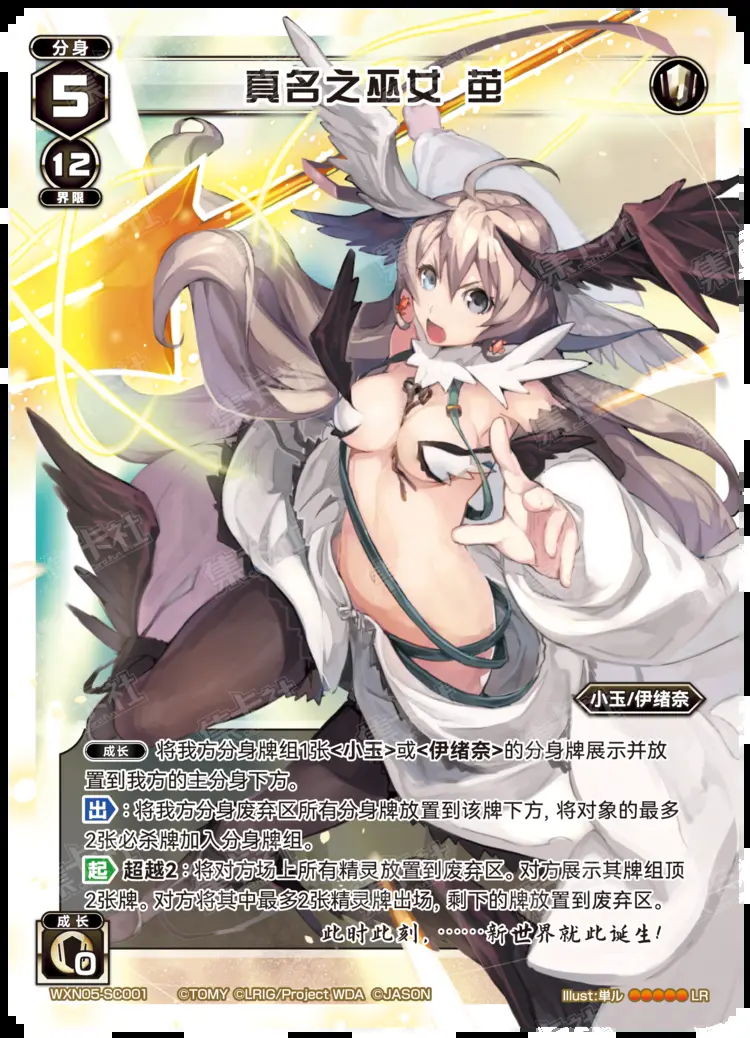 分身
5
真名之巫女 茧
12
界限
小玉/伊绪奈
成长 将我方分身牌组1张<小玉>或<伊绪奈>的分身牌展示并放
置到我方的主分身下方。
出:将我方分身废弃区所有分身牌放置到该牌下方,将对象的最多
2张必杀牌加入分身牌组。
起 超越2:将对方场上所有精灵放置到废弃区。对方展示其牌组顶
2张牌。对方将其中最多2张精灵牌出场,剩下的牌放置到废弃区。
此时此刻,……新世界就此诞生!
成长
0
WXN05-SC001 ©TOMY ©LRIG/Project WDA ©JASON
Illust:単ル LR
集卡社